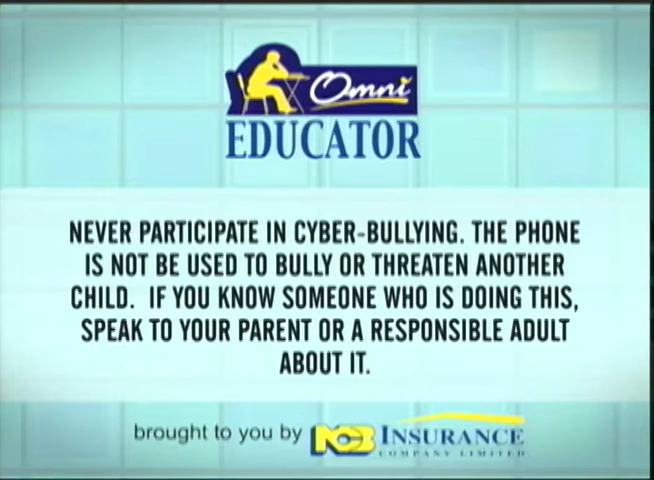 Omni
EDUCATOR
NEVER PARTICIPATE IN CYBER-BULLYING. THE PHONE
IS NOT BE USED TO BULLY OR THREATEN ANOTHER
CHILD. IF YOU KNOW SOMEONE WHO IS DOING THIS,
SPEAK TO YOUR PARENT OR A RESPONSIBLE ADULT
ABOUT IT.
brought to you by NCB INSURANCE
COMPANY LIMITED